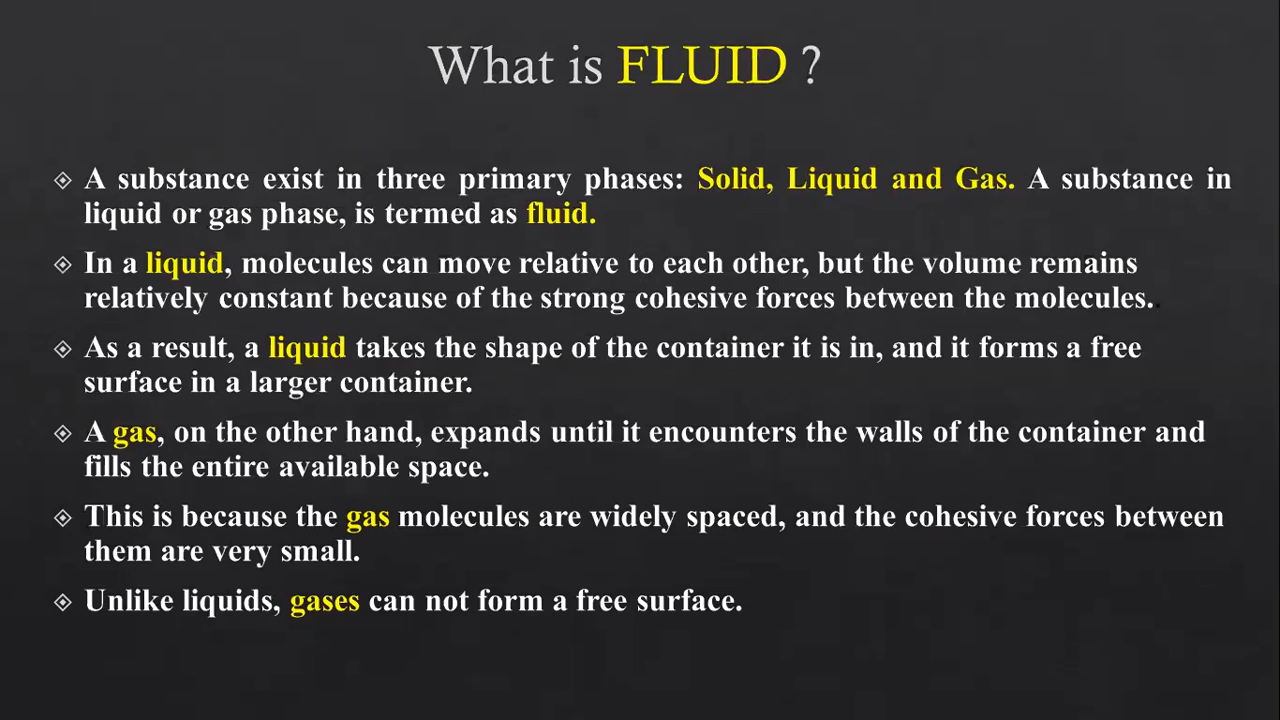 What is FLUID ?
A substance exist in three primary phases: Solid, Liquid and Gas. A substance in
liquid or gas phase, is termed as fluid.
In a liquid, molecules can move relative to each other, but the volume remains
relatively constant because of the strong cohesive forces between the molecules.
As a result, a liquid takes the shape of the container it is in, and it forms a free
surface in a larger container.
A gas, on the other hand, expands until it encounters the walls of the container and
fills the entire available space.
This is because the gas molecules are widely spaced, and the cohesive forces between
them are very small.
Unlike liquids, gases can not form a free surface.